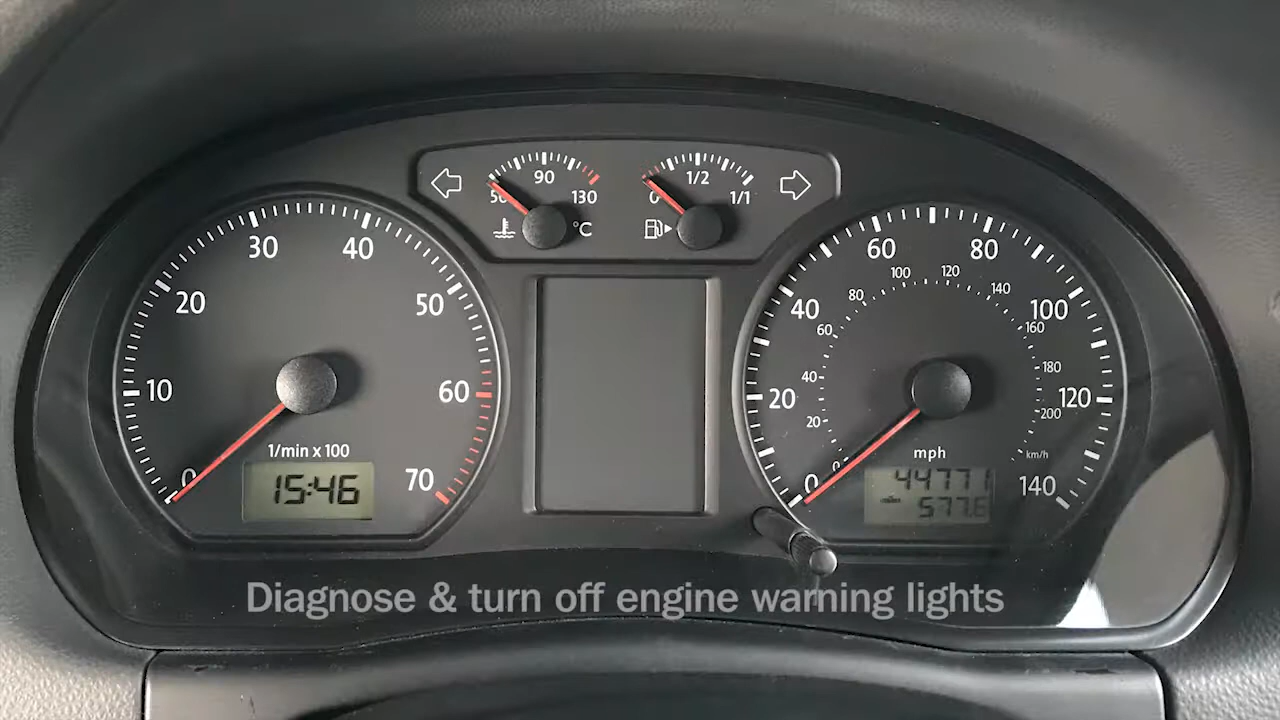 50 90 130 °C
0 1/2 1/1
0 10 20 30 40 50 60 70
1/min x 100
15:46
0 20 40 60 80 100 120 140
0 20 40 60 80 100 120 140 160 180 200
km/h
mph
44771
miles 577.6
Diagnose & turn off engine warning lights